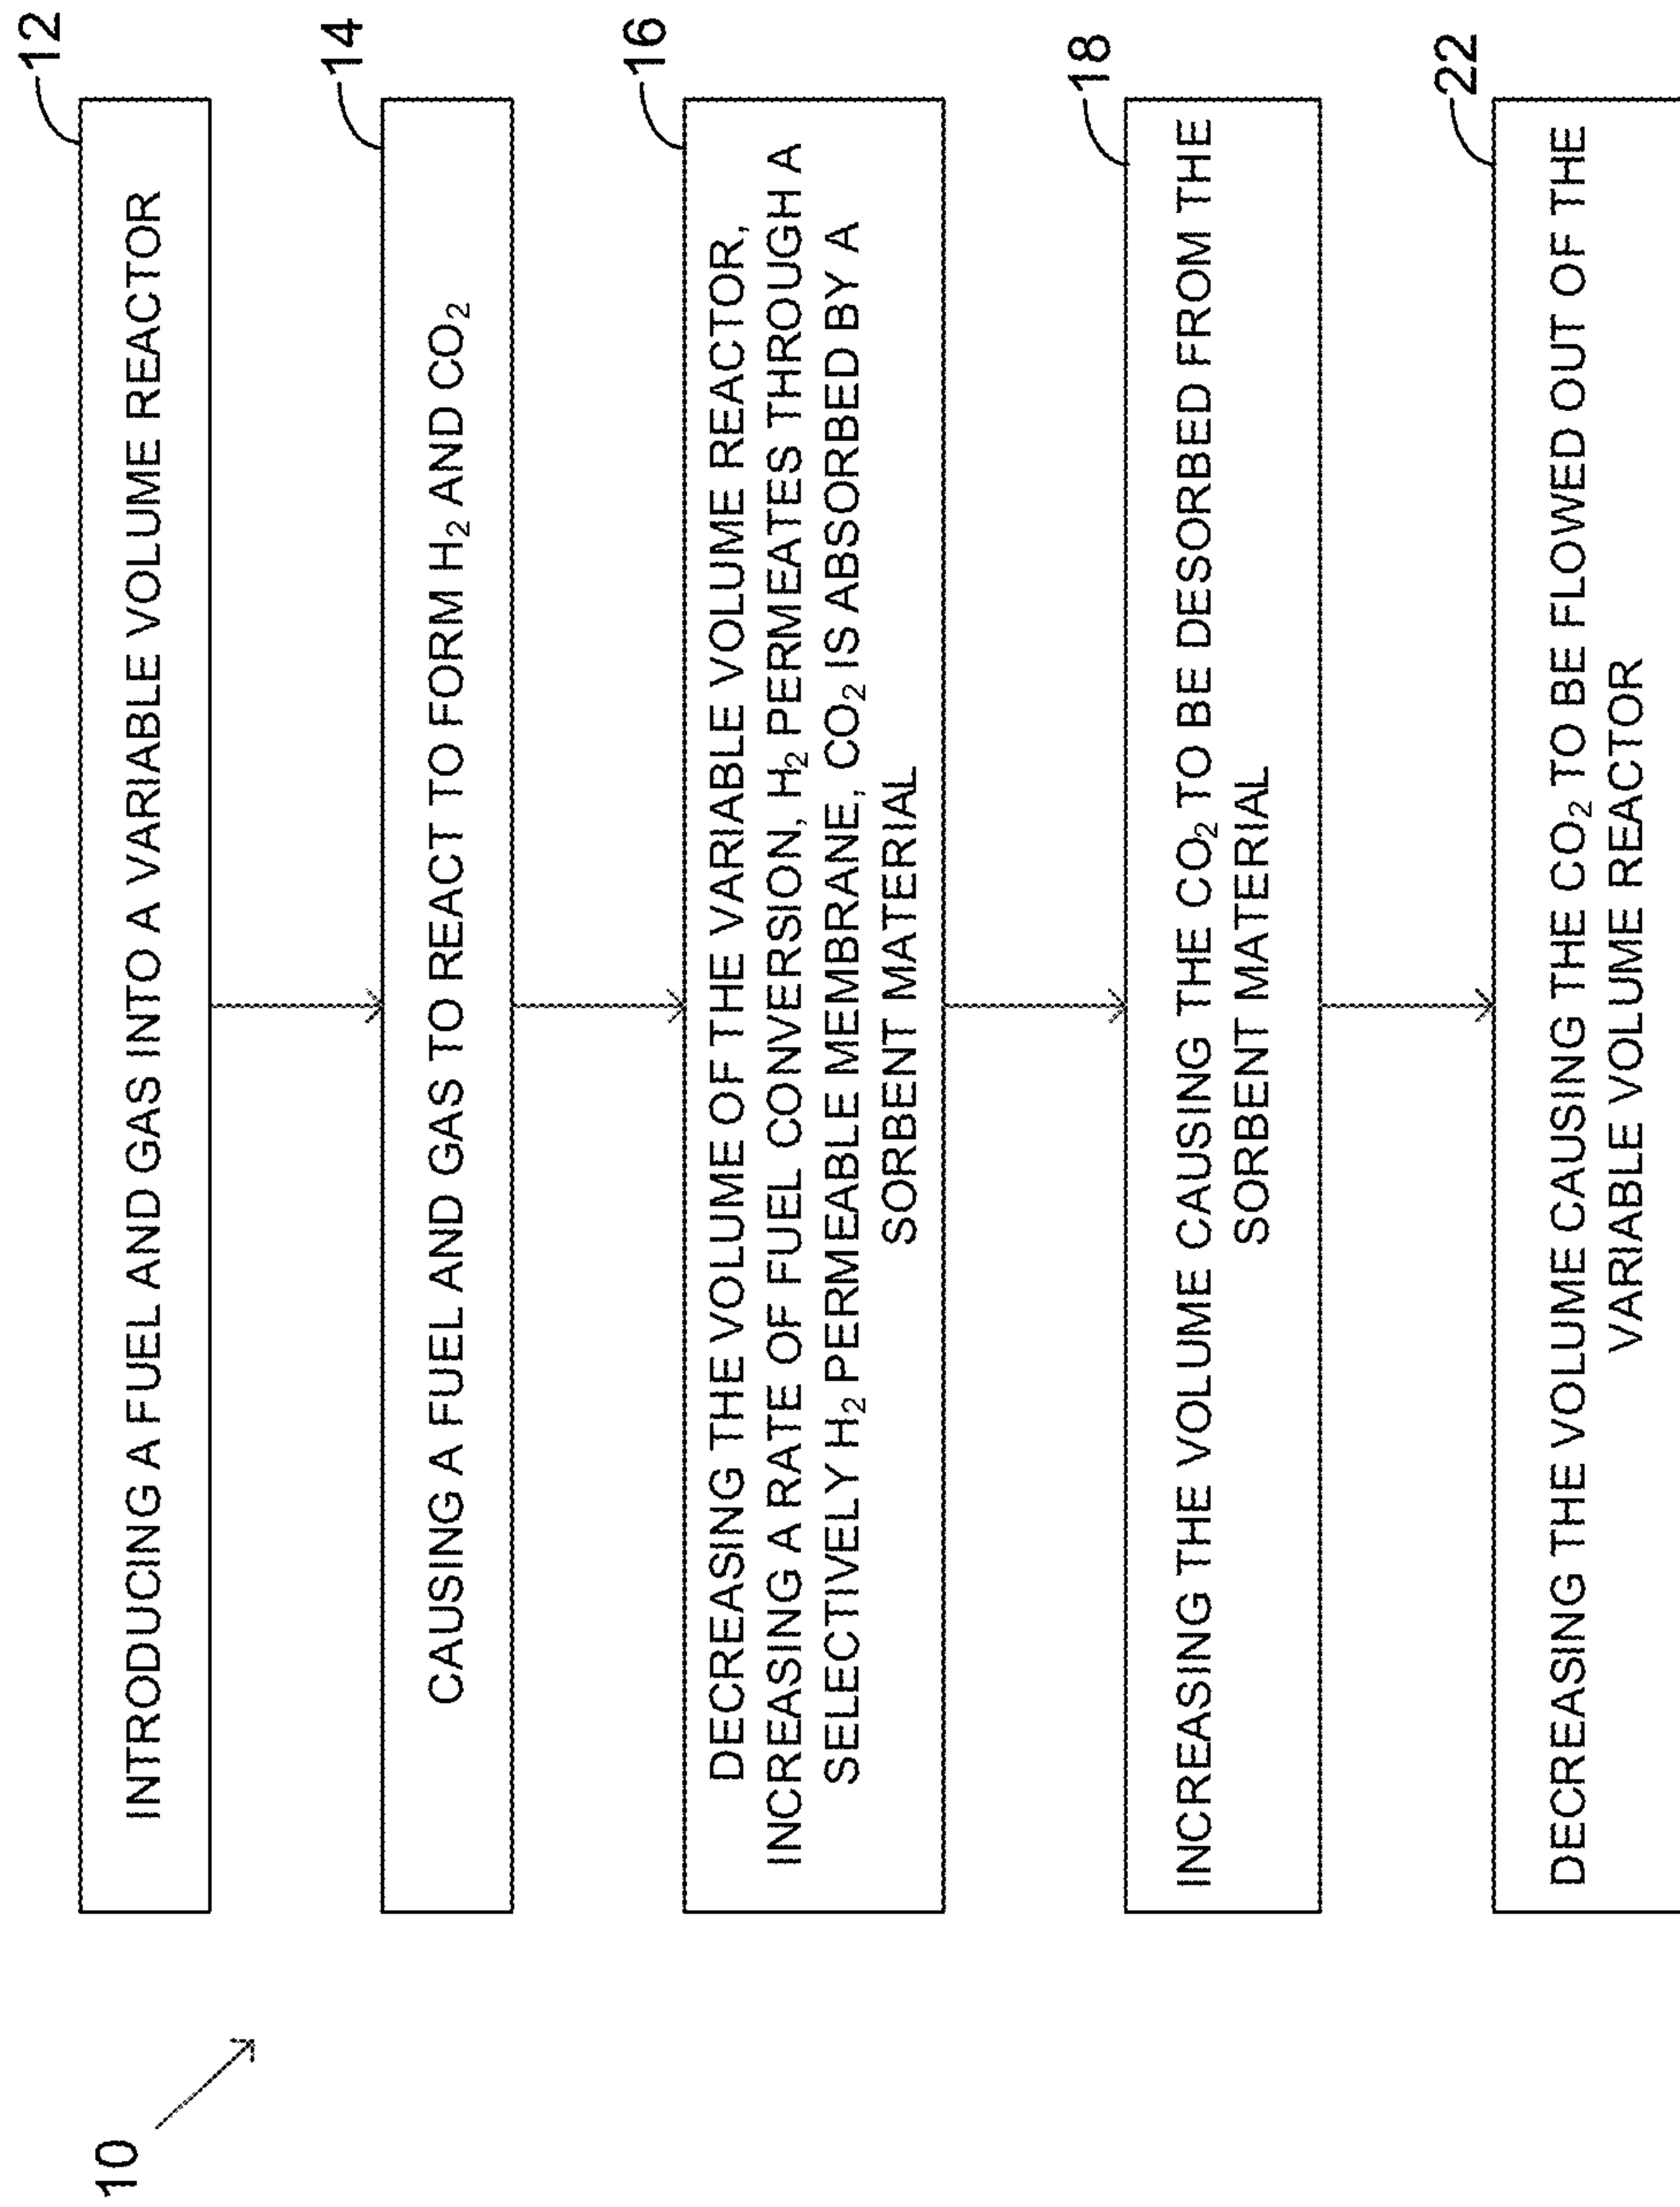 10
12
INTRODUCING A FUEL AND GAS INTO A VARIABLE VOLUME REACTOR
14
CAUSING A FUEL AND GAS TO REACT TO FORM H₂ AND CO₂
16
DECREASING THE VOLUME OF THE VARIABLE VOLUME REACTOR,
INCREASING A RATE OF FUEL CONVERSION, H₂ PERMEATES THROUGH A
SELECTIVELY H₂ PERMEABLE MEMBRANE, CO₂ IS ABSORBED BY A
SORBENT MATERIAL
18
INCREASING THE VOLUME CAUSING THE CO₂ TO BE DESORBED FROM THE
SORBENT MATERIAL
22
DECREASING THE VOLUME CAUSING THE CO₂ TO BE FLOWED OUT OF THE
VARIABLE VOLUME REACTOR